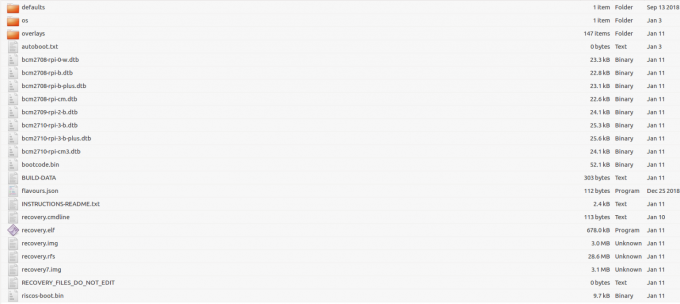 defaults 1 item Folder Sep 13 2018
os 1 item Folder Jan 3
overlays 147 items Folder Jan 11
autoboot.txt 0 bytes Text Jan 3
bcm2708-rpi-0-w.dtb 23.3 kB Binary Jan 11
bcm2708-rpi-b.dtb 22.8 kB Binary Jan 11
bcm2708-rpi-b-plus.dtb 23.1 kB Binary Jan 11
bcm2708-rpi-cm.dtb 22.6 kB Binary Jan 11
bcm2709-rpi-2-b.dtb 24.1 kB Binary Jan 11
bcm2710-rpi-3-b.dtb 25.3 kB Binary Jan 11
bcm2710-rpi-3-b-plus.dtb 25.6 kB Binary Jan 11
bcm2710-rpi-cm3.dtb 24.1 kB Binary Jan 11
bootcode.bin 52.1 kB Binary Jan 11
BUILD-DATA 303 bytes Text Jan 11
flavours.json 112 bytes Program Dec 25 2018
INSTRUCTIONS-README.txt 2.4 kB Text Jan 11
recovery.cmdline 113 bytes Text Jan 10
recovery.elf 678.0 kB Program Jan 11
recovery.img 3.0 MB Unknown Jan 11
recovery.rfs 28.6 MB Unknown Jan 11
recovery7.img 3.1 MB Unknown Jan 11
RECOVERY_FILES_DO_NOT_EDIT 0 bytes Text Jan 11
riscos-boot.bin 9.7 kB Binary Jan 11